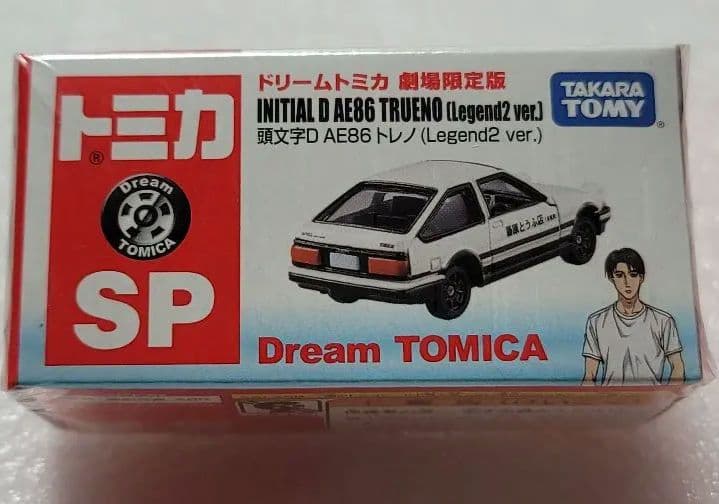 トミカ
®
Dream
TOMICA
SP
ドリームトミカ 劇場限定版
INITIAL D AE86 TRUENO (Legend2 ver.)
頭文字D AE86 トレノ (Legend2 ver.)
TAKARA
TOMY
®
藤原とうふ店
Dream TOMICA